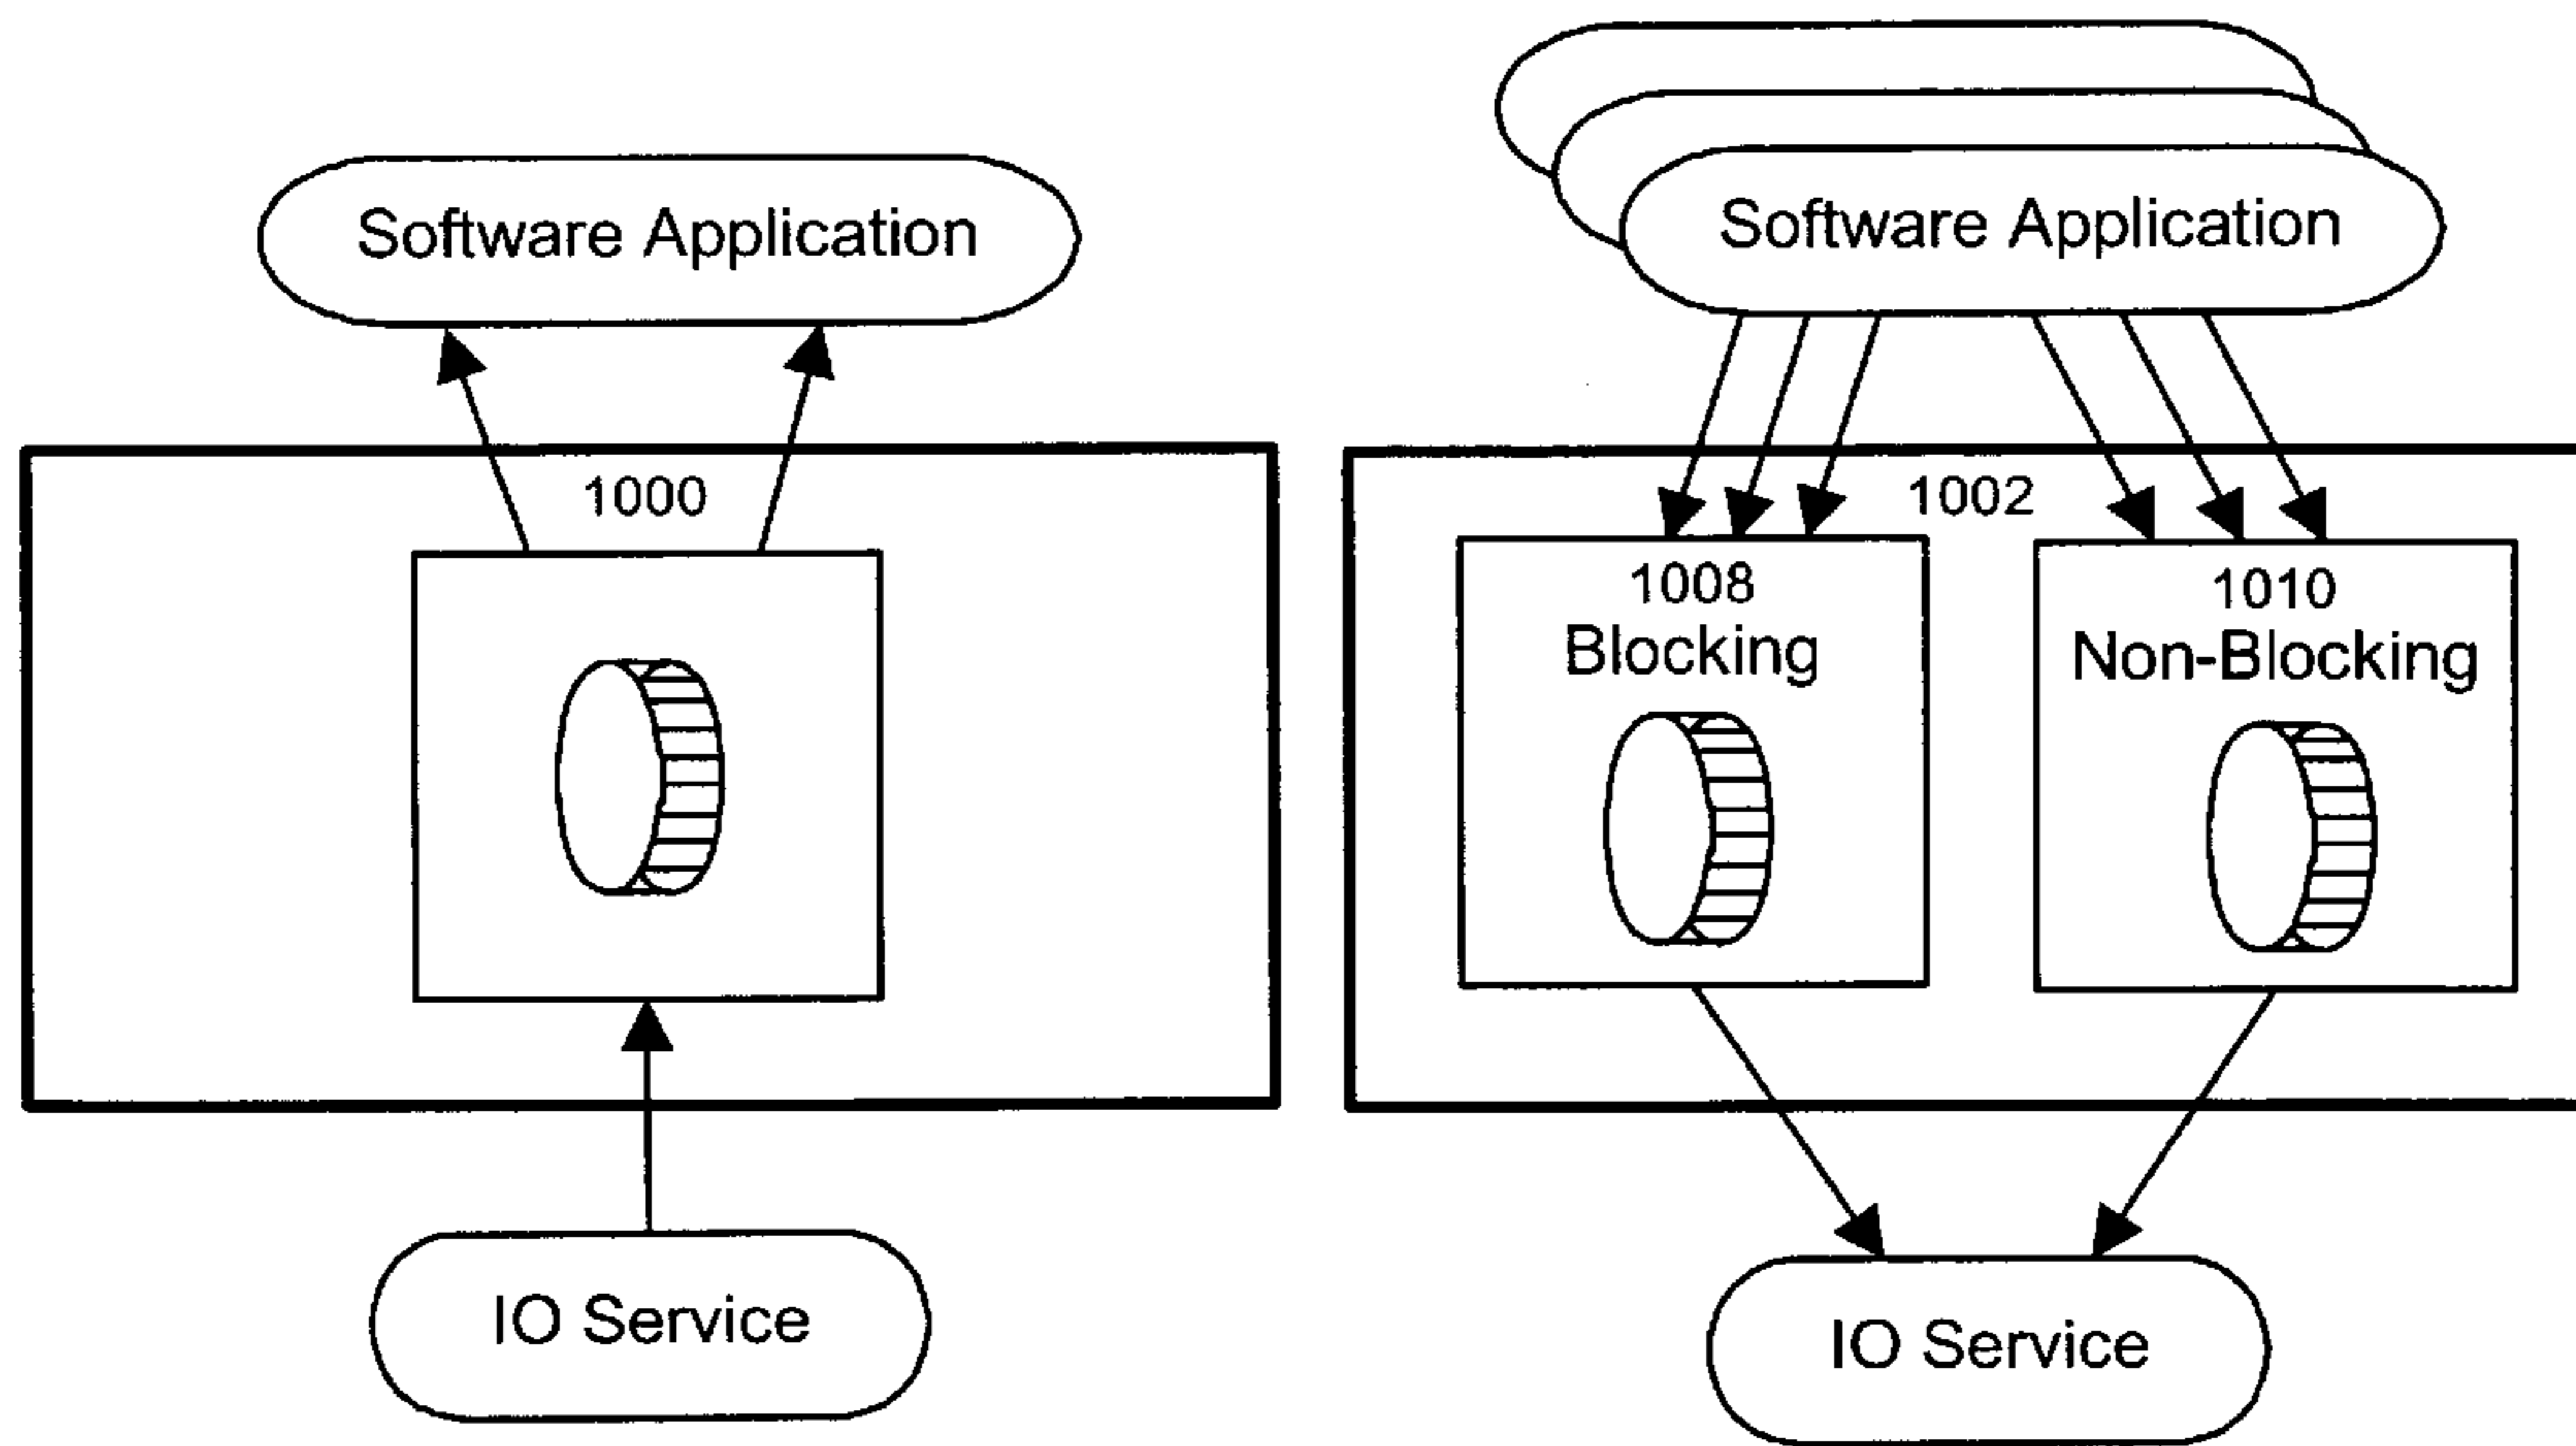 Software Application
1000
IO Service
Software Application
1002
1008
Blocking
1010
Non-Blocking
IO Service